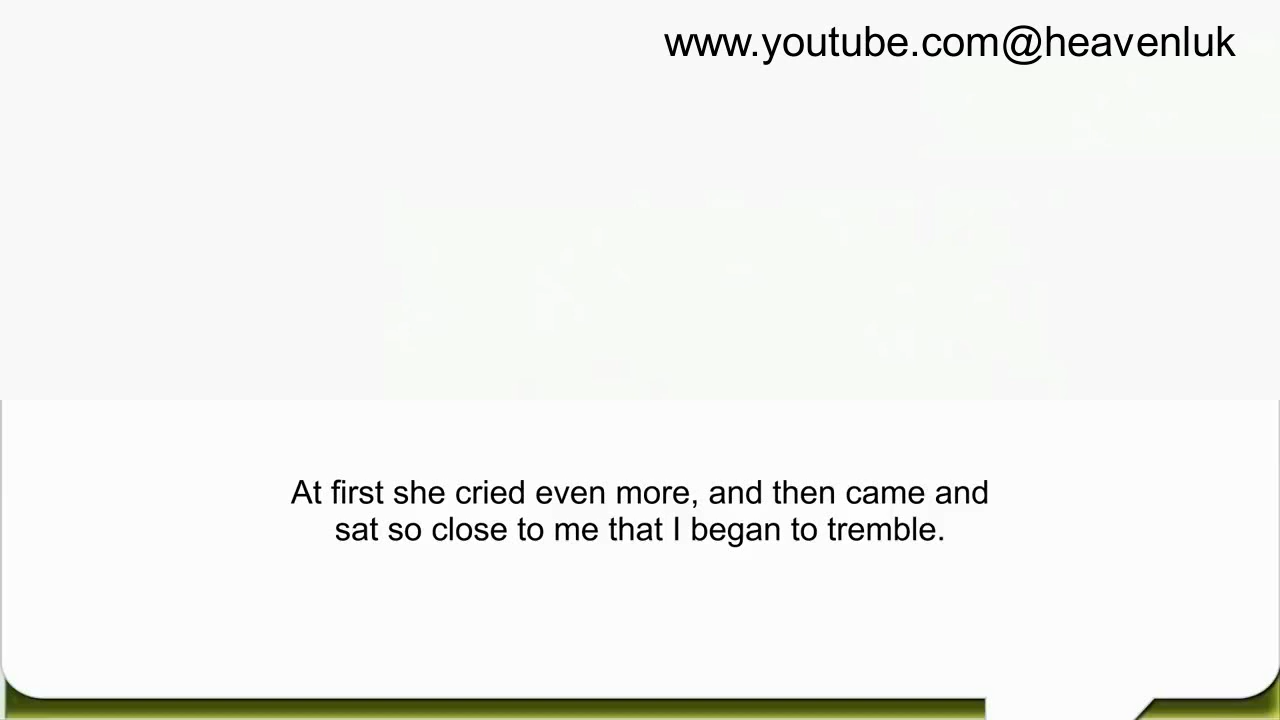 www.youtube.com@heavenluk
At first she cried even more, and then came and
sat so close to me that I began to tremble.